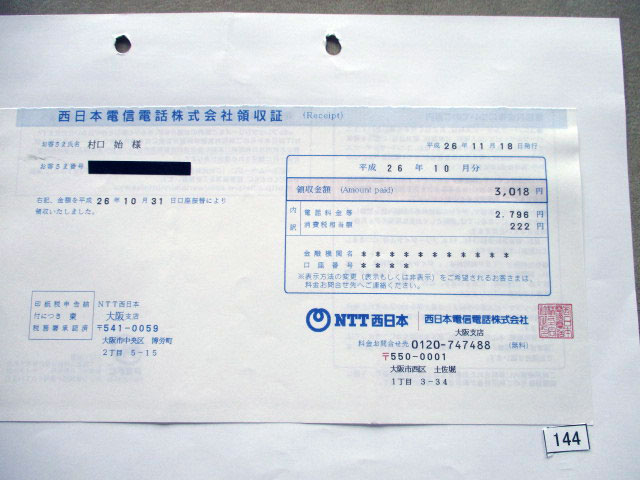 西日本電信電話株式会社領収証 (Receipt)
お客さま氏名 村口 始 様
平成 26年11月18日発行
お客さま番号
平成 26 年 10 月分
領収金額 (Amount paid) 3,018 円
右記、金額を平成 26 年 10 月 31 日口座振替により
領収いたしました。
内訳
電話料金等 2,796 円
消費税相当額 222 円
金融機関名 * * * * * * * * * * *
口座番号 * * * *
※表示方法の変更（表示もしくは非表示）をご希望されるお客さまは、
料金お問合せ先へご連絡ください。
印紙税申告納
付につき 東
税務署承認済
NTT西日本
大阪支店
〒541-0059
大阪市中央区 博労町
2丁目 5-15
NTT西日本 西日本電信電話株式会社
大阪支店
料金お問合せ先 0120-747488 (無料)
〒550-0001
大阪市西区 土佐堀
1丁目 3-34
144